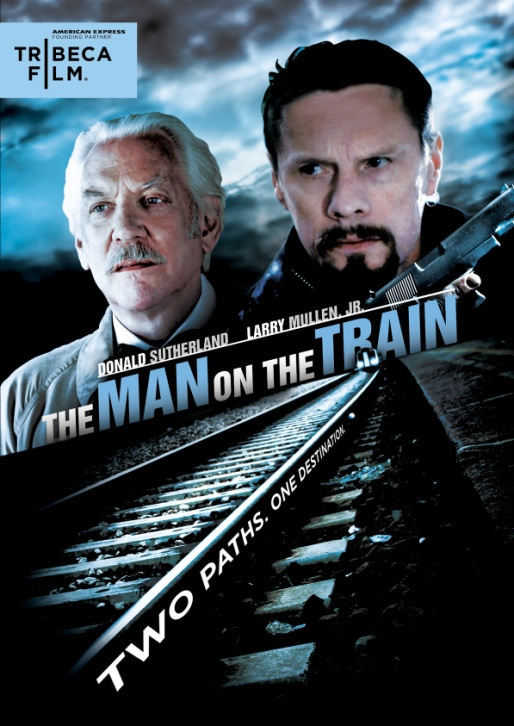 AMERICAN EXPRESS
FOUNDING PARTNER
TRIBECA
FILM®
DONALD SUTHERLAND LARRY MULLEN, JR.
THE MAN ON THE TRAIN
TWO PATHS. ONE DESTINATION.